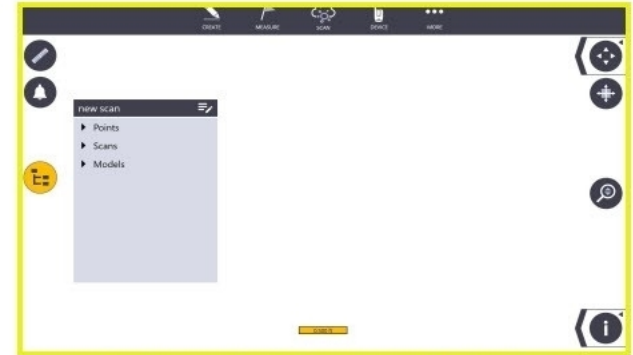 CREATE MEASURE SCAN DEVICE MORE
new scan
Points
Scans
Models